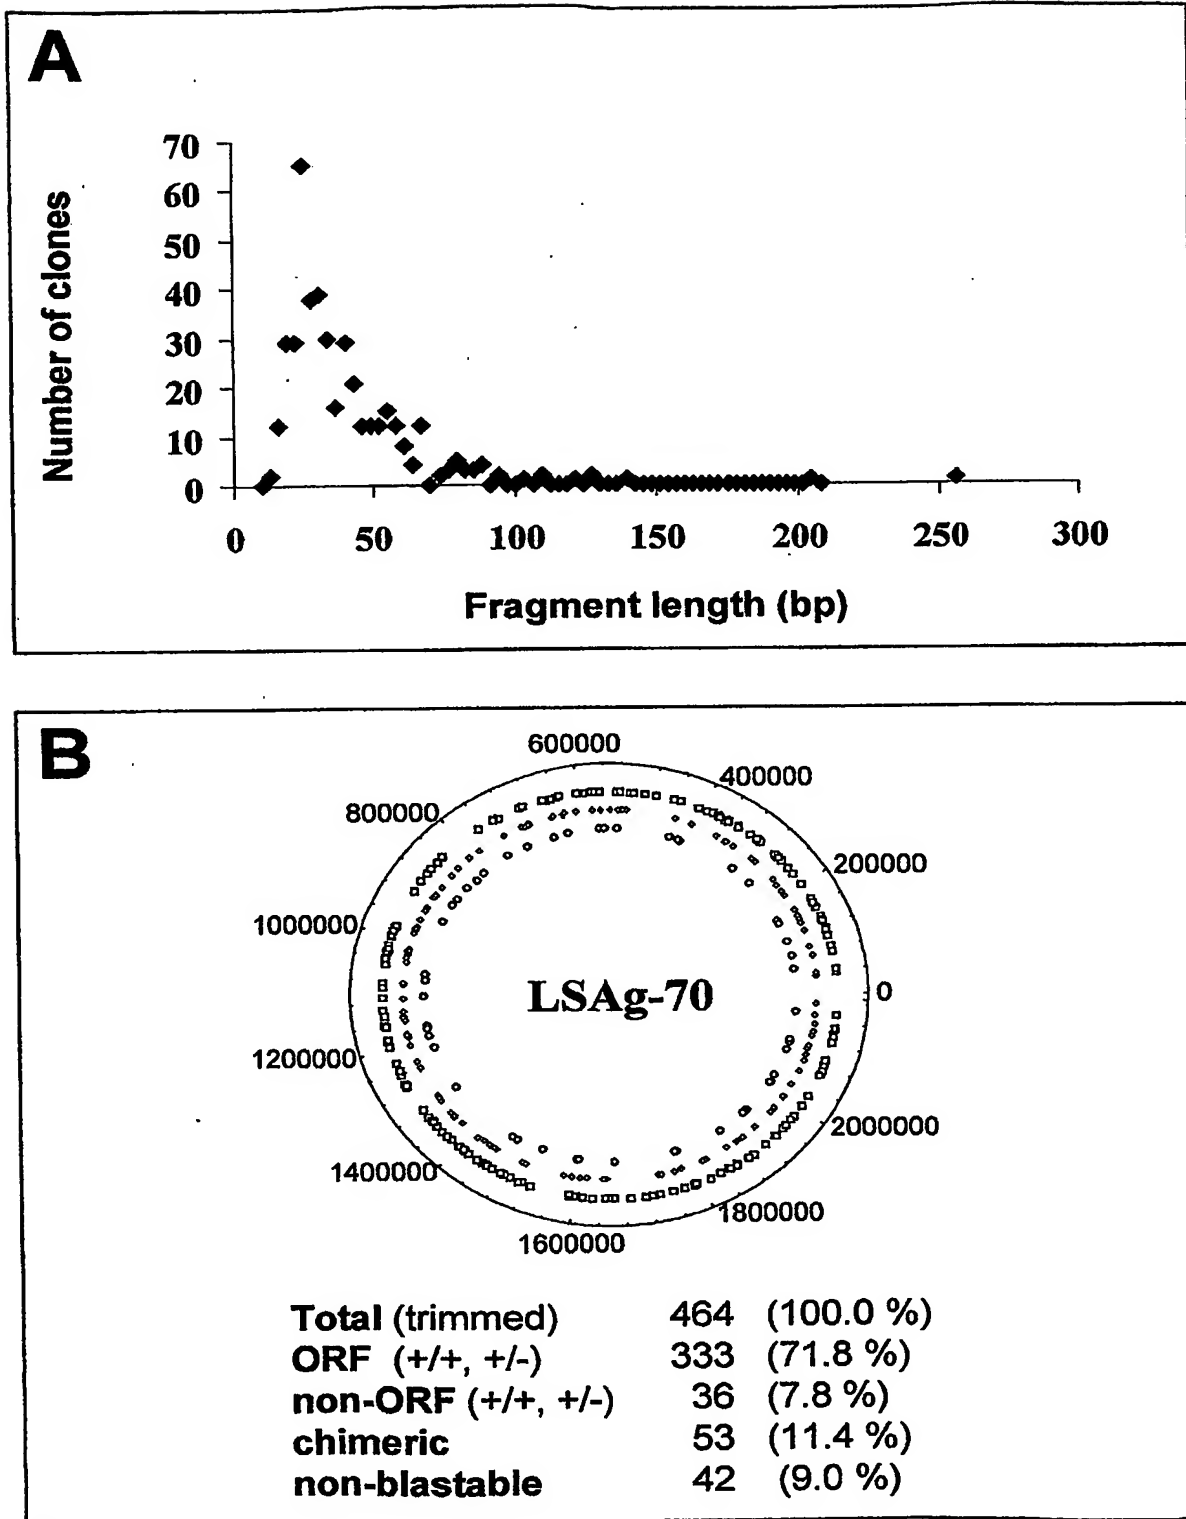 A
70
60
50
40
30
20
10
0
Number of clones
0 50 100 150 200 250 300
Fragment length (bp)
B
600000
400000
800000
200000
1000000
LSAg-70
0
1200000
2000000
1400000
1800000
1600000
Total (trimmed) 464 (100.0 %)
ORF (+/+, +/-) 333 (71.8 %)
non-ORF (+/+, +/-) 36 (7.8 %)
chimeric 53 (11.4 %)
non-blastable 42 (9.0 %)